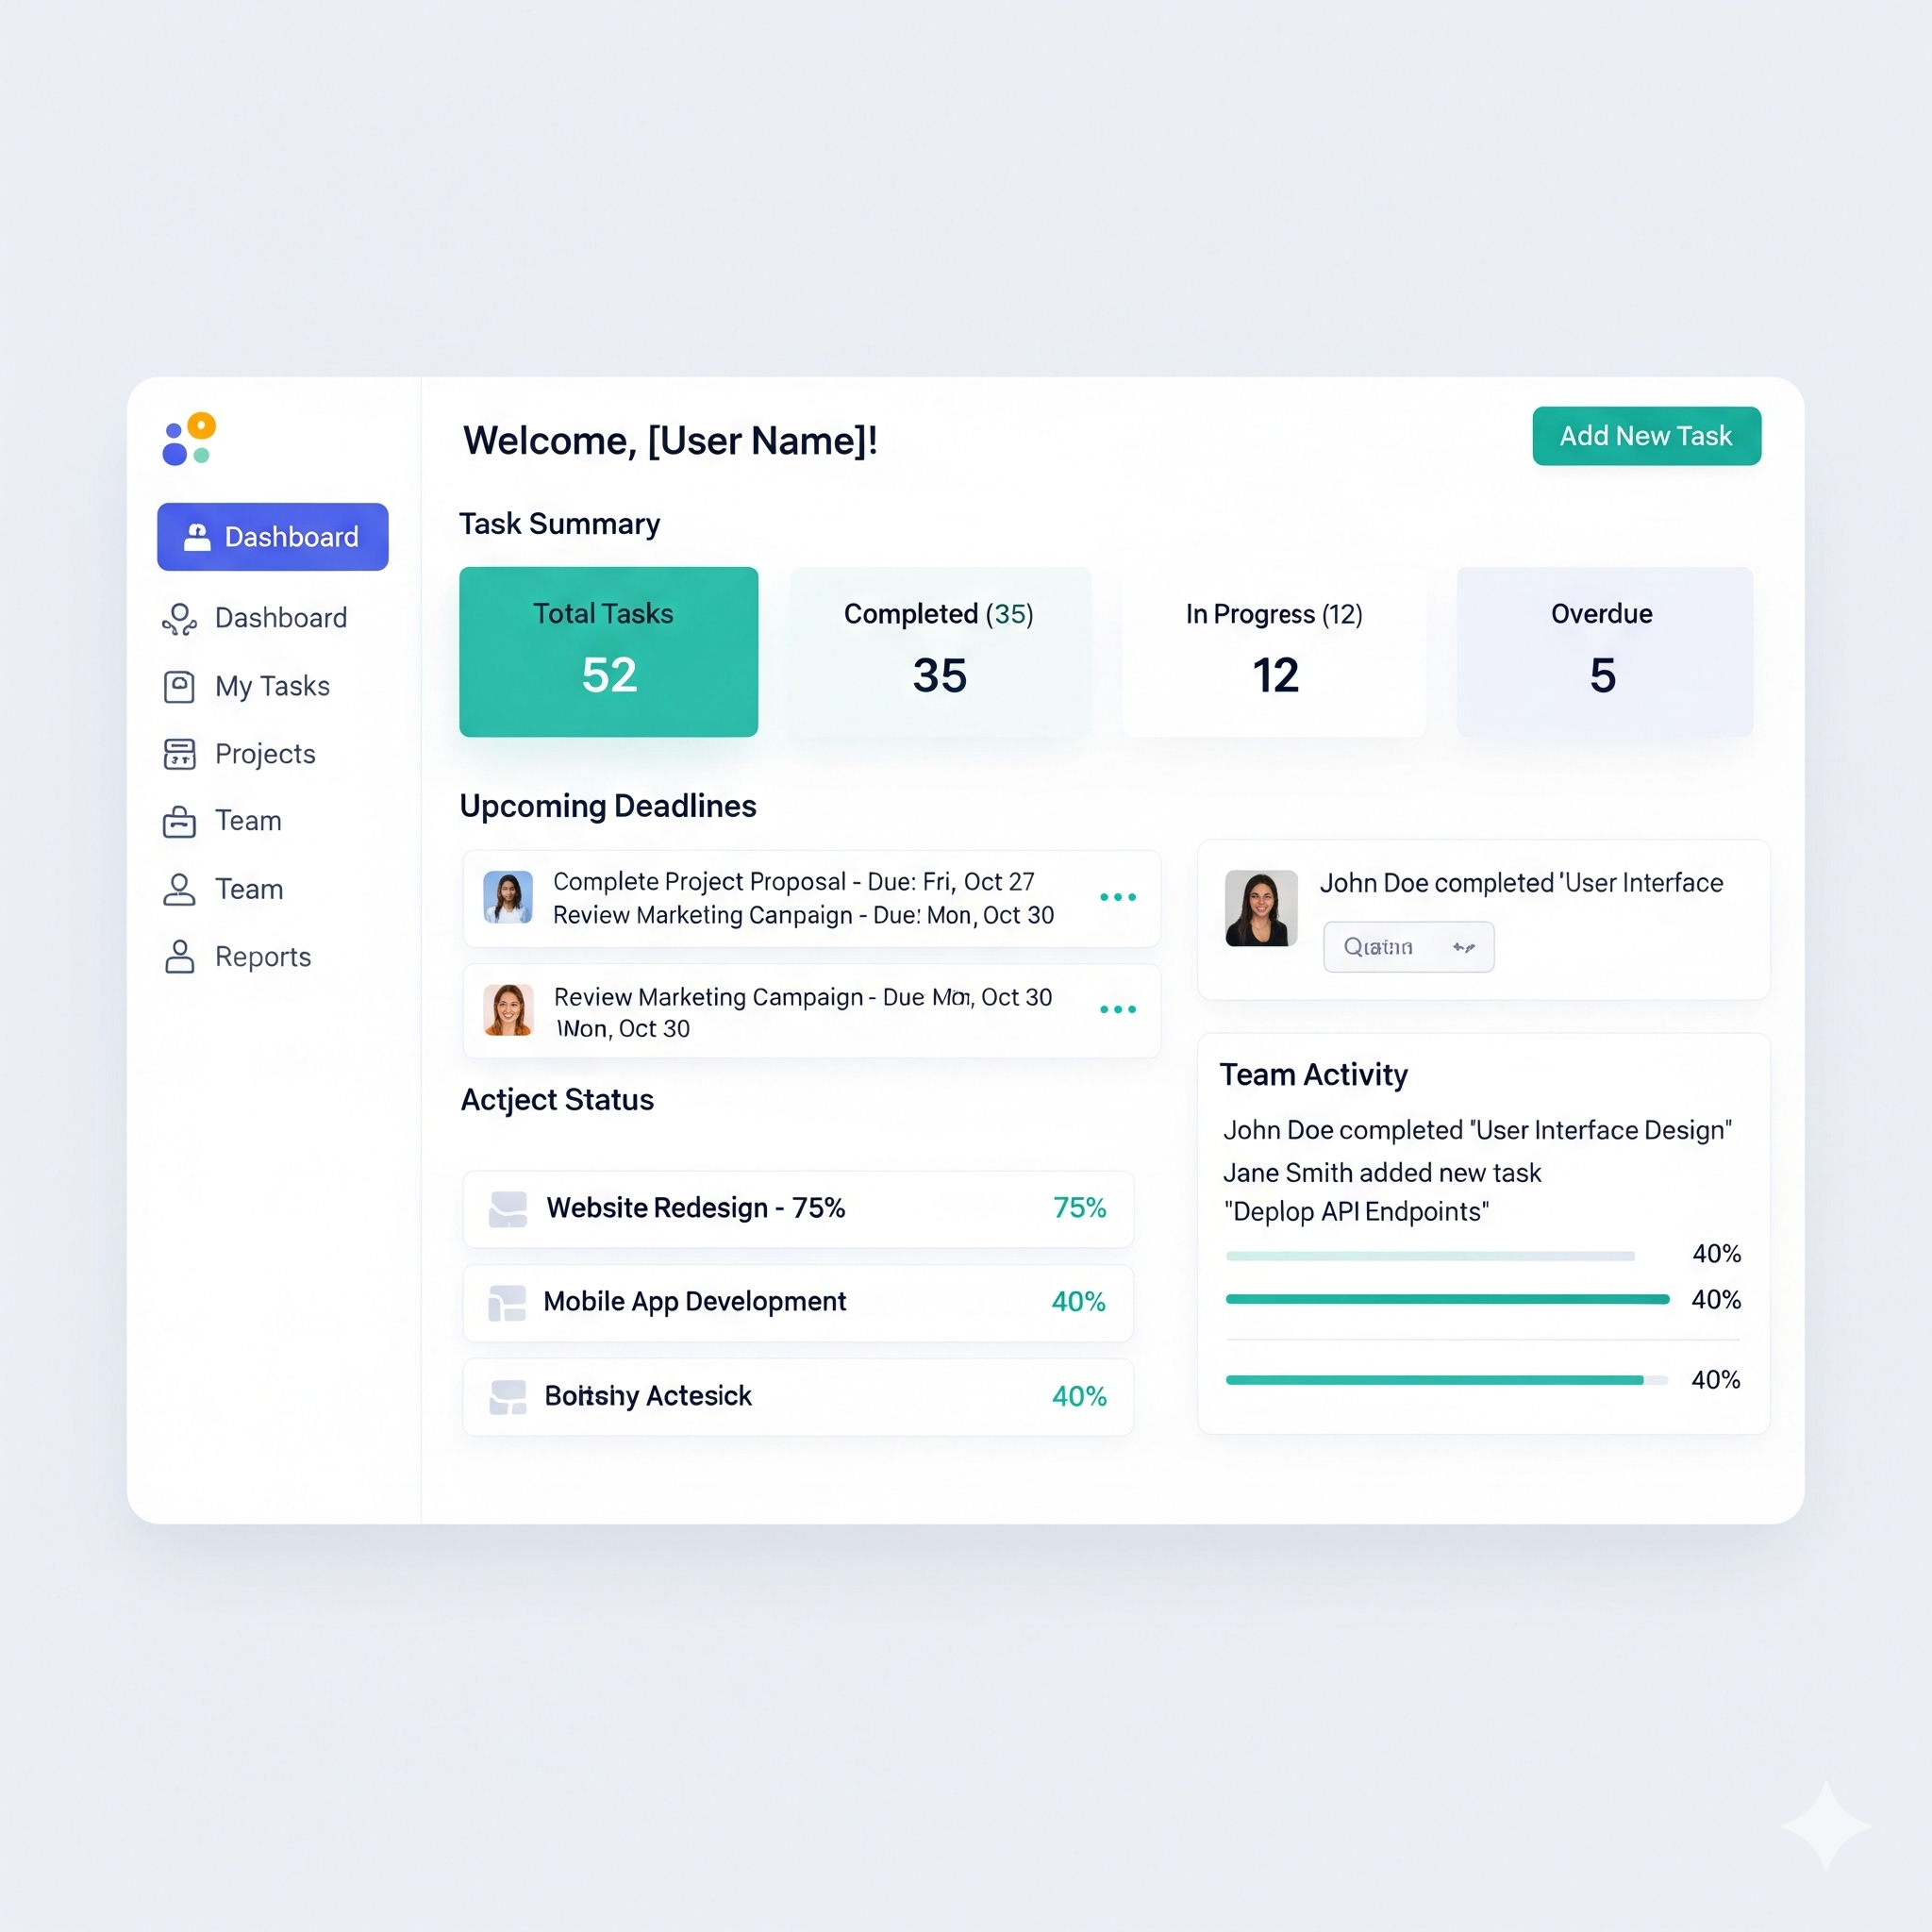 Welcome, [User Name]!
Add New Task
Dashboard
Dashboard
My Tasks
Projects
Team
Team
Reports
Task Summary
Total Tasks
52
Completed (35)
35
In Progress (12)
12
Overdue
5
Upcoming Deadlines
Complete Project Proposal - Due: Fri, Oct 27
Review Marketing Canpaign - Due: Mon, Oct 30
Review Marketing Campaign - Due Mon, Oct 30
Oct 30
John Doe completed 'User Interface
Actject Status
Website Redesign - 75%
75%
Mobile App Development
40%
Actesick
40%
Team Activity
John Doe completed "User Interface Design"
Jane Smith added new task
"Deplop API Endpoints"
40%
40%
40%